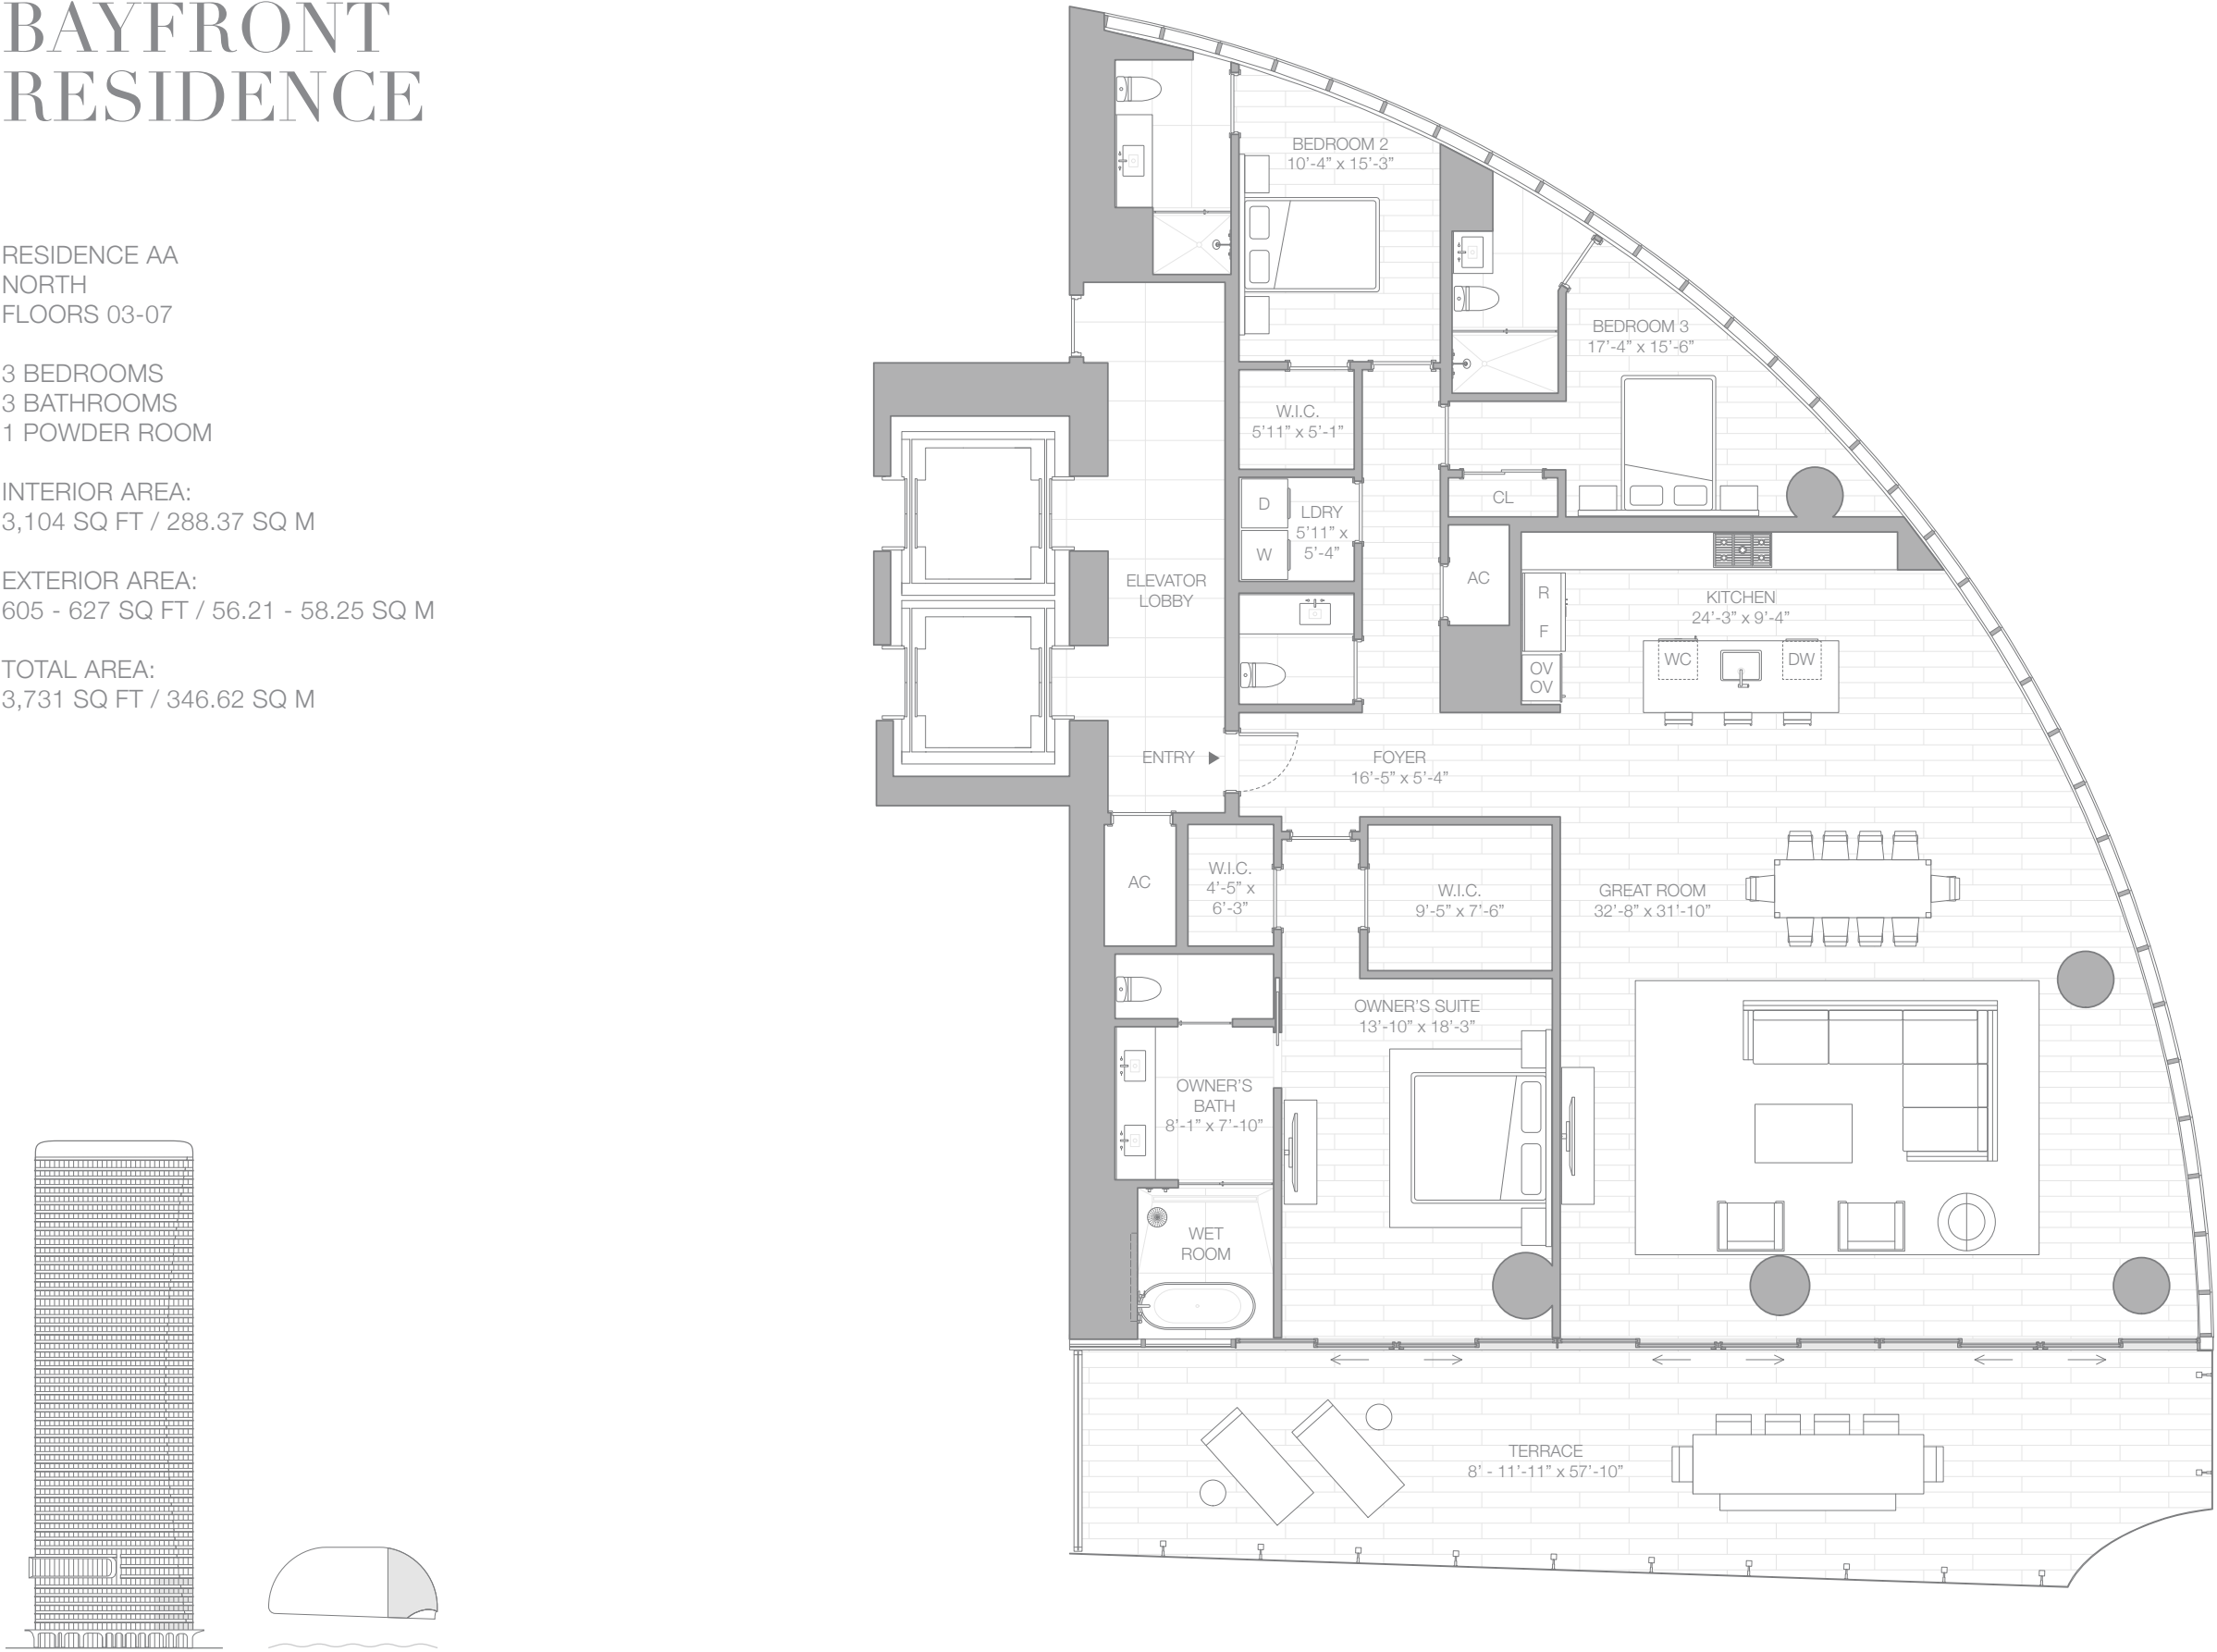 BAYFRONT
RESIDENCE
RESIDENCE AA
NORTH
FLOORS 03-07
3 BEDROOMS
3 BATHROOMS
1 POWDER ROOM
INTERIOR AREA:
3,104 SQ FT / 288.37 SQ M
EXTERIOR AREA:
605 - 627 SQ FT / 56.21 - 58.25 SQ M
TOTAL AREA:
3,731 SQ FT / 346.62 SQ M
BEDROOM 2
10'-4" x 15'-3"
BEDROOM 3
17'-4" x 15'-6"
W.I.C.
5'11" x 5'-1"
CL
D
W
LDRY
5'11" x
5'-4"
AC
ELEVATOR
LOBBY
R
F
OV
OV
KITCHEN
24'-3" x 9'-4"
WC
DW
ENTRY
FOYER
16'-5" x 5'-4"
AC
W.I.C.
4'-5" x
6'-3"
W.I.C.
9'-5" x 7'-6"
GREAT ROOM
32'-8" x 31'-10"
OWNER'S SUITE
13'-10" x 18'-3"
OWNER'S
BATH
8'-1" x 7'-10"
WET
ROOM
TERRACE
8' - 11'-11" x 57'-10"